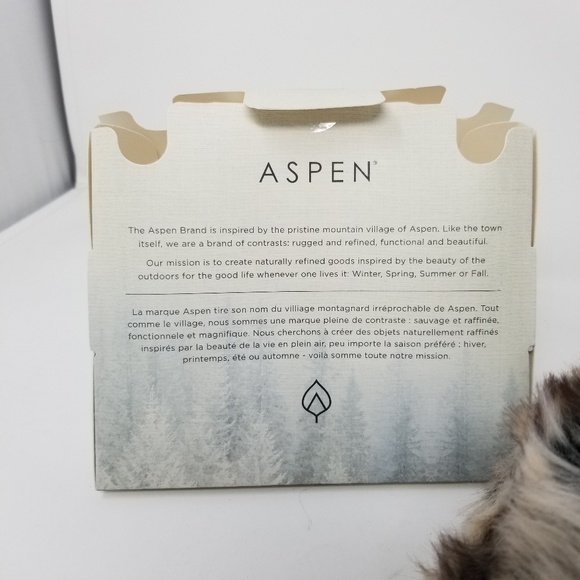 ASPEN®
The Aspen Brand is inspired by the pristine mountain village of Aspen. Like the town
itself, we are a brand of contrasts: rugged and refined, functional and beautiful.
Our mission is to create naturally refined goods inspired by the beauty of the
outdoors for the good life whenever one lives it: Winter, Spring, Summer or Fall.
La marque Aspen tire son nom du village montagnard irréprochable de Aspen. Tout
comme le village, nous sommes une marque pleine de contraste : sauvage et raffinée,
fonctionnele et magnifique. Nous cherchons à créer des objets naturellement raffinés
inspirés par la beauté de la vie en plein air, peu importe la saison préféré : hiver,
printemps, été ou automne - voilà somme toute notre mission.